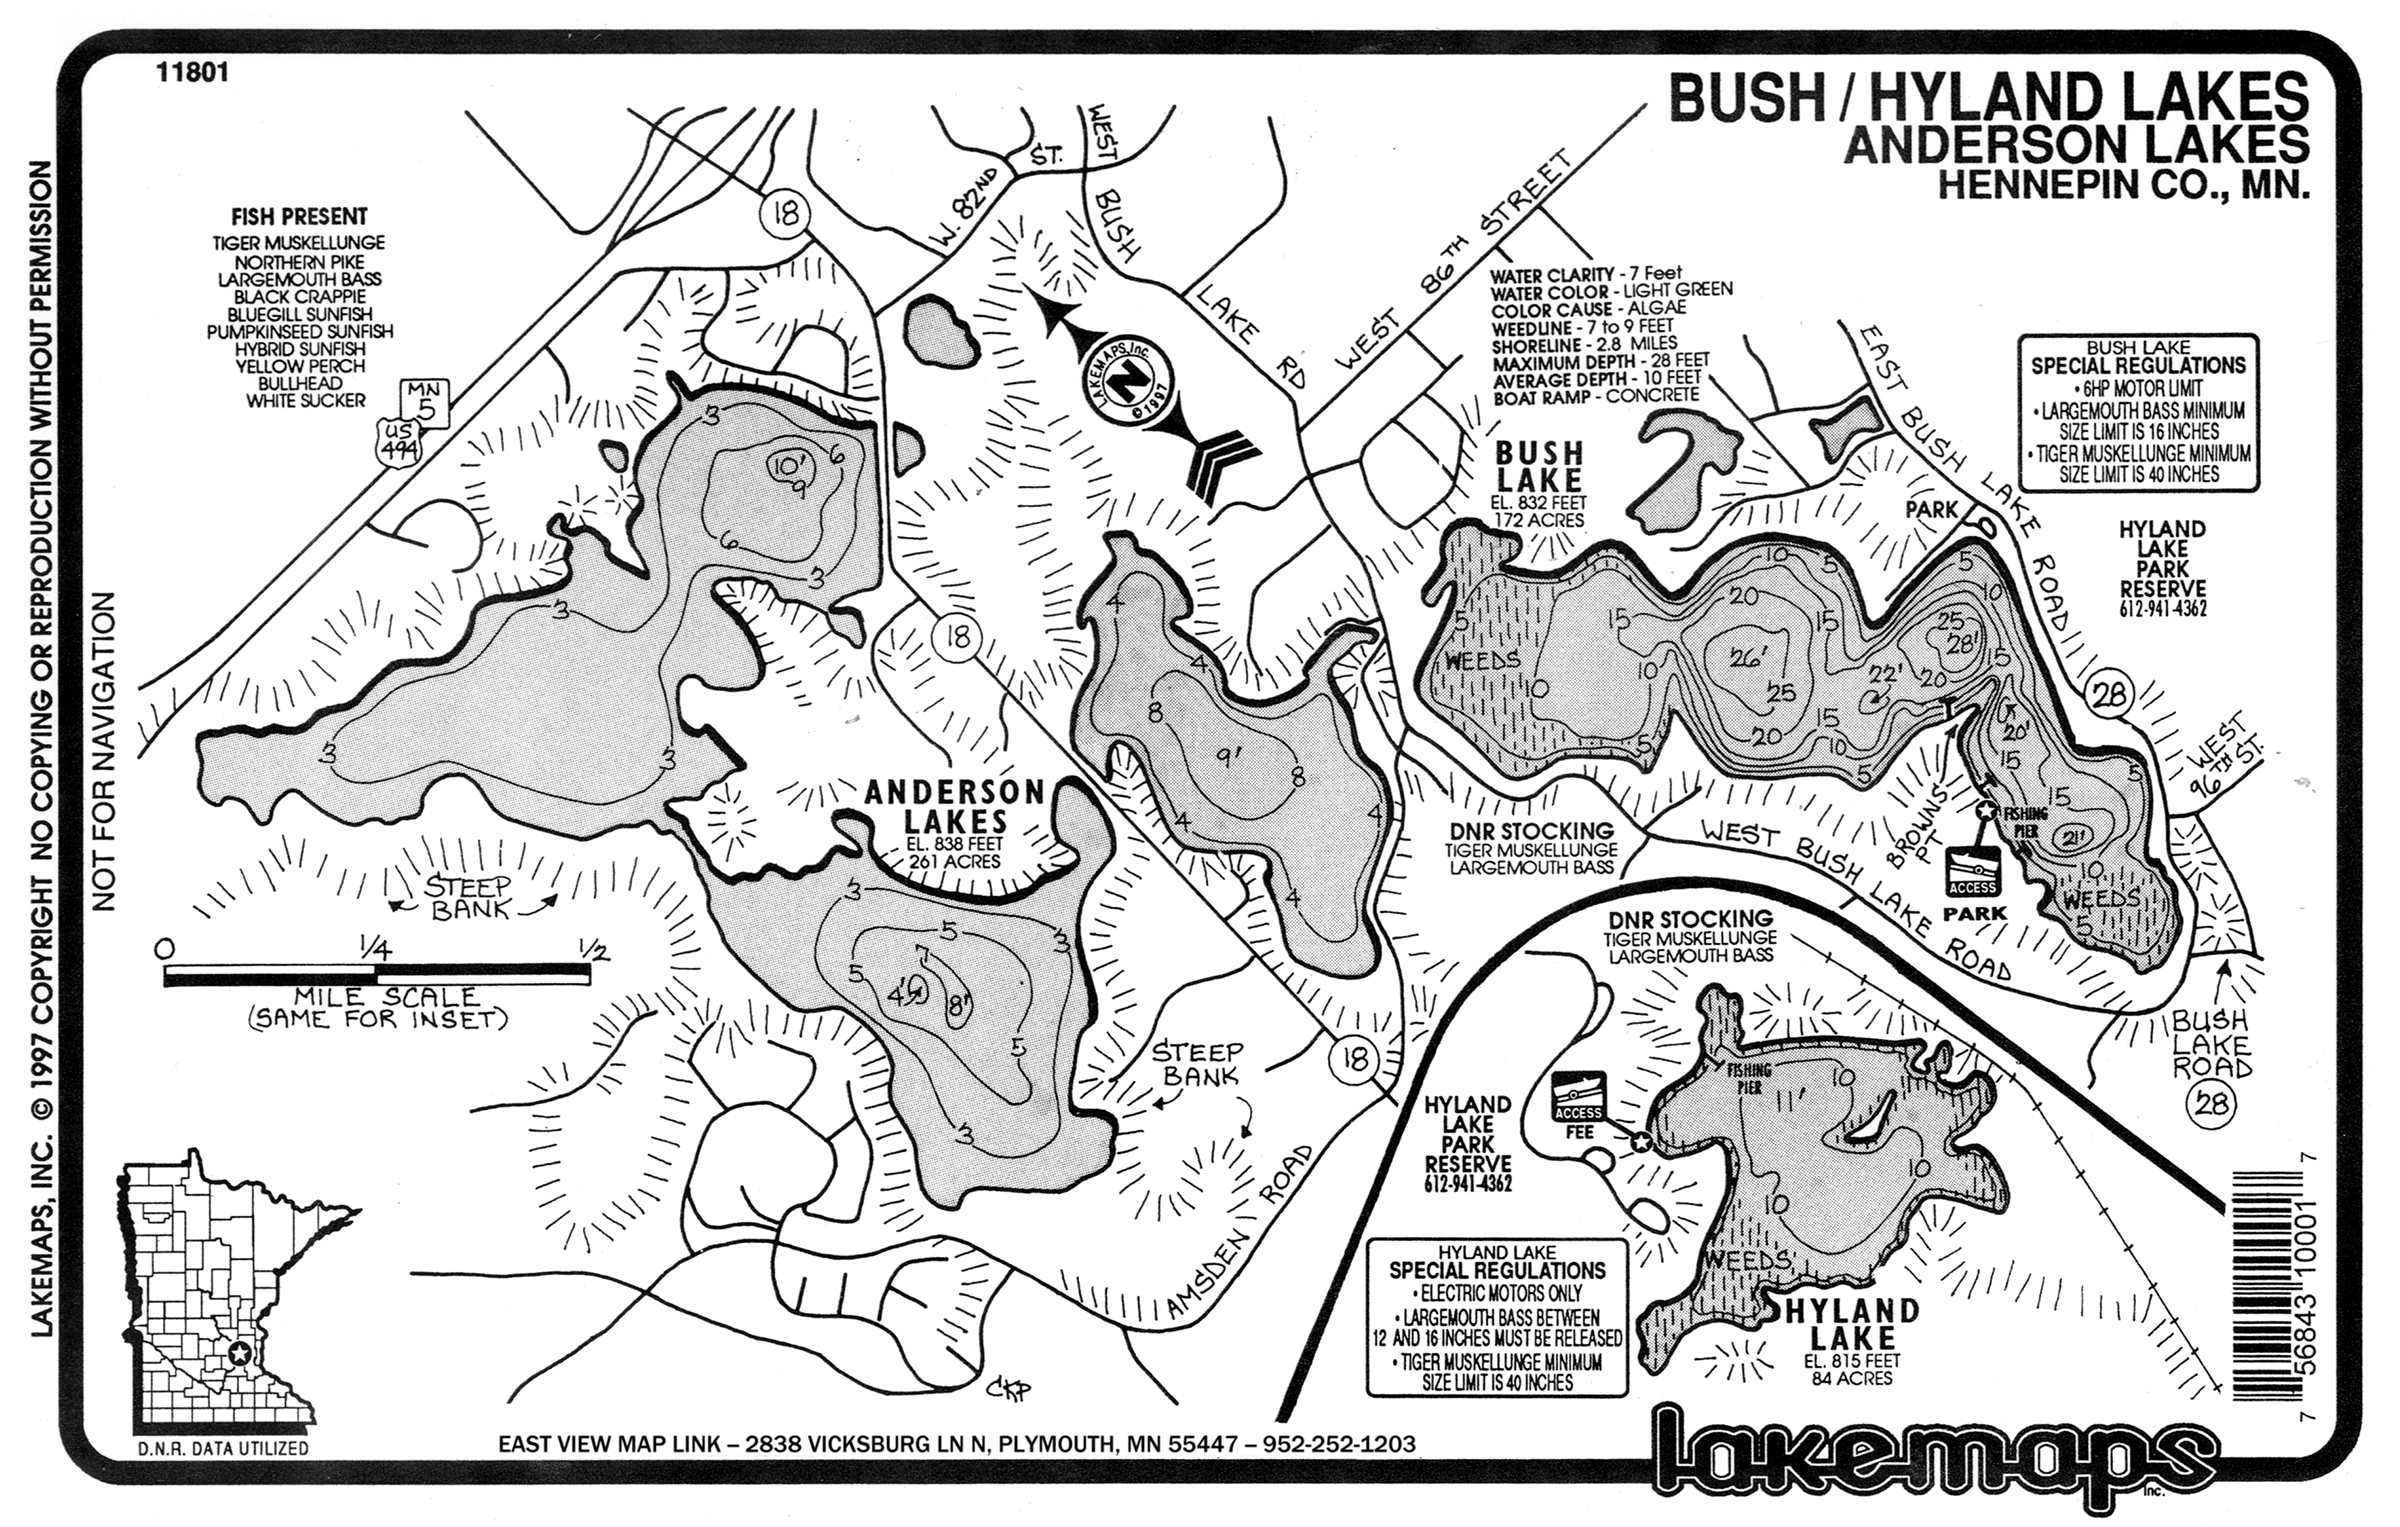 11801
BUSH / HYLAND LAKES
ANDERSON LAKES
HENNEPIN CO., MN.
LAKEMAPS, INC. © 1997 COPYRIGHT NO COPYING OR REPRODUCTION WITHOUT PERMISSION
NOT FOR NAVIGATION
FISH PRESENT
TIGER MUSKELLUNGE
NORTHERN PIKE
LARGEMOUTH BASS
BLACK CRAPPIE
BLUEGILL SUNFISH
PUMPKINSEED SUNFISH
HYBRID SUNFISH
YELLOW PERCH
BULLHEAD
WHITE SUCKER
MN
5
US
494
18
W. 82ND ST.
WEST BUSH LAKE RD
WEST 86TH STREET
LAKEMAPS, Inc.
N
©1997
WATER CLARITY - 7 Feet
WATER COLOR - LIGHT GREEN
COLOR CAUSE - ALGAE
WEEDLINE - 7 to 9 FEET
SHORELINE - 2.8 MILES
MAXIMUM DEPTH - 28 FEET
AVERAGE DEPTH - 10 FEET
BOAT RAMP - CONCRETE
EAST BUSH LAKE ROAD
BUSH LAKE
SPECIAL REGULATIONS
• 6HP MOTOR LIMIT
• LARGEMOUTH BASS MINIMUM
SIZE LIMIT IS 16 INCHES
• TIGER MUSKELLUNGE MINIMUM
SIZE LIMIT IS 40 INCHES
BUSH
LAKE
EL. 832 FEET
172 ACRES
PARK
HYLAND
LAKE
PARK
RESERVE
612-941-4362
3
10'
9
6
6
3
3
3
3
18
4
4
8
9'
8
4
4
4
5
WEEDS
10
15
10
5
10
5
20
15
26'
25
20
15
10
5
22'
20
5
10
25
28'
15
20'
15
15
5
21'
10
WEEDS
5
28
WEST
96TH ST.
BROWNS
PT
FISHING
PIER
ACCESS
PARK
ANDERSON
LAKES
EL. 838 FEET
261 ACRES
DNR STOCKING
TIGER MUSKELLUNGE
LARGEMOUTH BASS
WEST BUSH LAKE ROAD
STEEP
BANK
0 1/4 1/2
MILE SCALE
(SAME FOR INSET)
3
5
3
7
5
4'
8'
5
3
STEEP
BANK
18
AMSDEN ROAD
BUSH
LAKE
ROAD
28
DNR STOCKING
TIGER MUSKELLUNGE
LARGEMOUTH BASS
FISHING
PIER
10
11'
ACCESS
FEE
10
10
WEEDS
HYLAND
LAKE
PARK
RESERVE
612-941-4362
HYLAND LAKE
SPECIAL REGULATIONS
• ELECTRIC MOTORS ONLY
• LARGEMOUTH BASS BETWEEN
12 AND 16 INCHES MUST BE RELEASED
• TIGER MUSKELLUNGE MINIMUM
SIZE LIMIT IS 40 INCHES
HYLAND
LAKE
EL. 815 FEET
84 ACRES
7 56843 10001 7
CKP
D.N.R. DATA UTILIZED
EAST VIEW MAP LINK – 2838 VICKSBURG LN N, PLYMOUTH, MN 55447 – 952-252-1203
lakemaps
Inc.